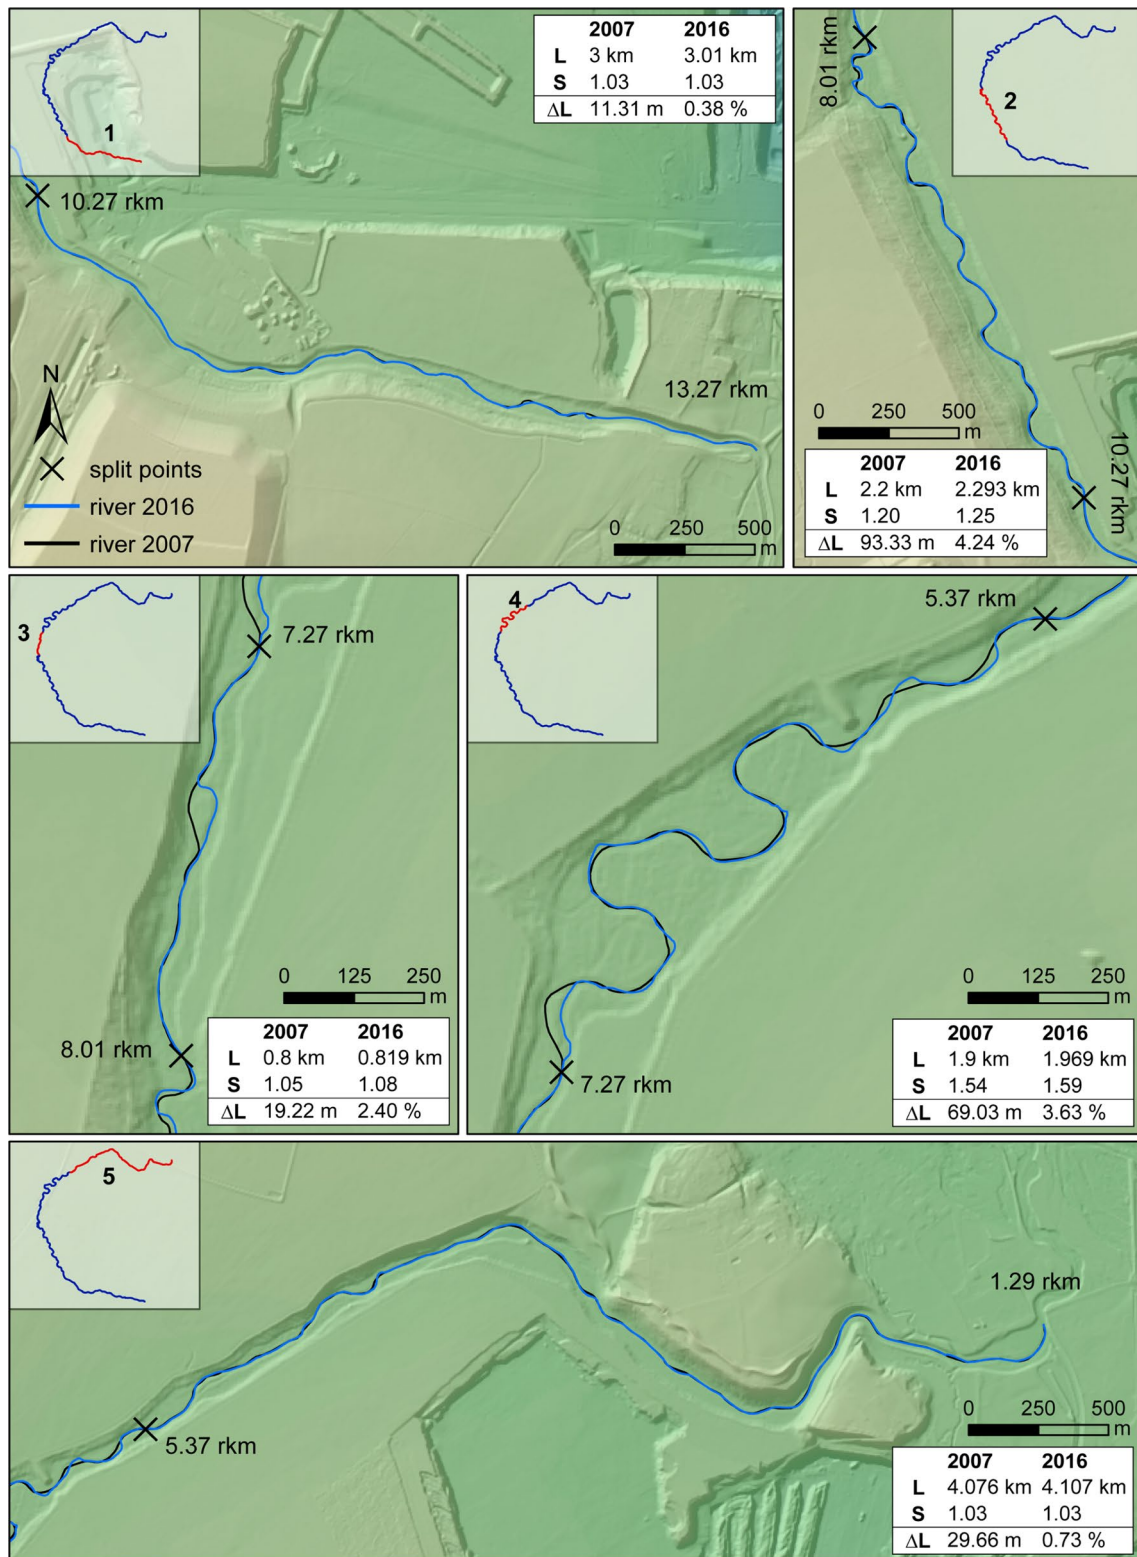 1
2007 2016
L 3 km 3.01 km
S 1.03 1.03
ΔL 11.31 m 0.38 %
10.27 rkm
13.27 rkm
N
split points
river 2016
river 2007
0 250 500
m
8.01 rkm
2
0 250 500
m
10.27 rkm
2007 2016
L 2.2 km 2.293 km
S 1.20 1.25
ΔL 93.33 m 4.24 %
3
7.27 rkm
0 125 250
m
8.01 rkm
2007 2016
L 0.8 km 0.819 km
S 1.05 1.08
ΔL 19.22 m 2.40 %
4
5.37 rkm
0 125 250
m
7.27 rkm
2007 2016
L 1.9 km 1.969 km
S 1.54 1.59
ΔL 69.03 m 3.63 %
5
1.29 rkm
5.37 rkm
0 250 500
m
2007 2016
L 4.076 km 4.107 km
S 1.03 1.03
ΔL 29.66 m 0.73 %